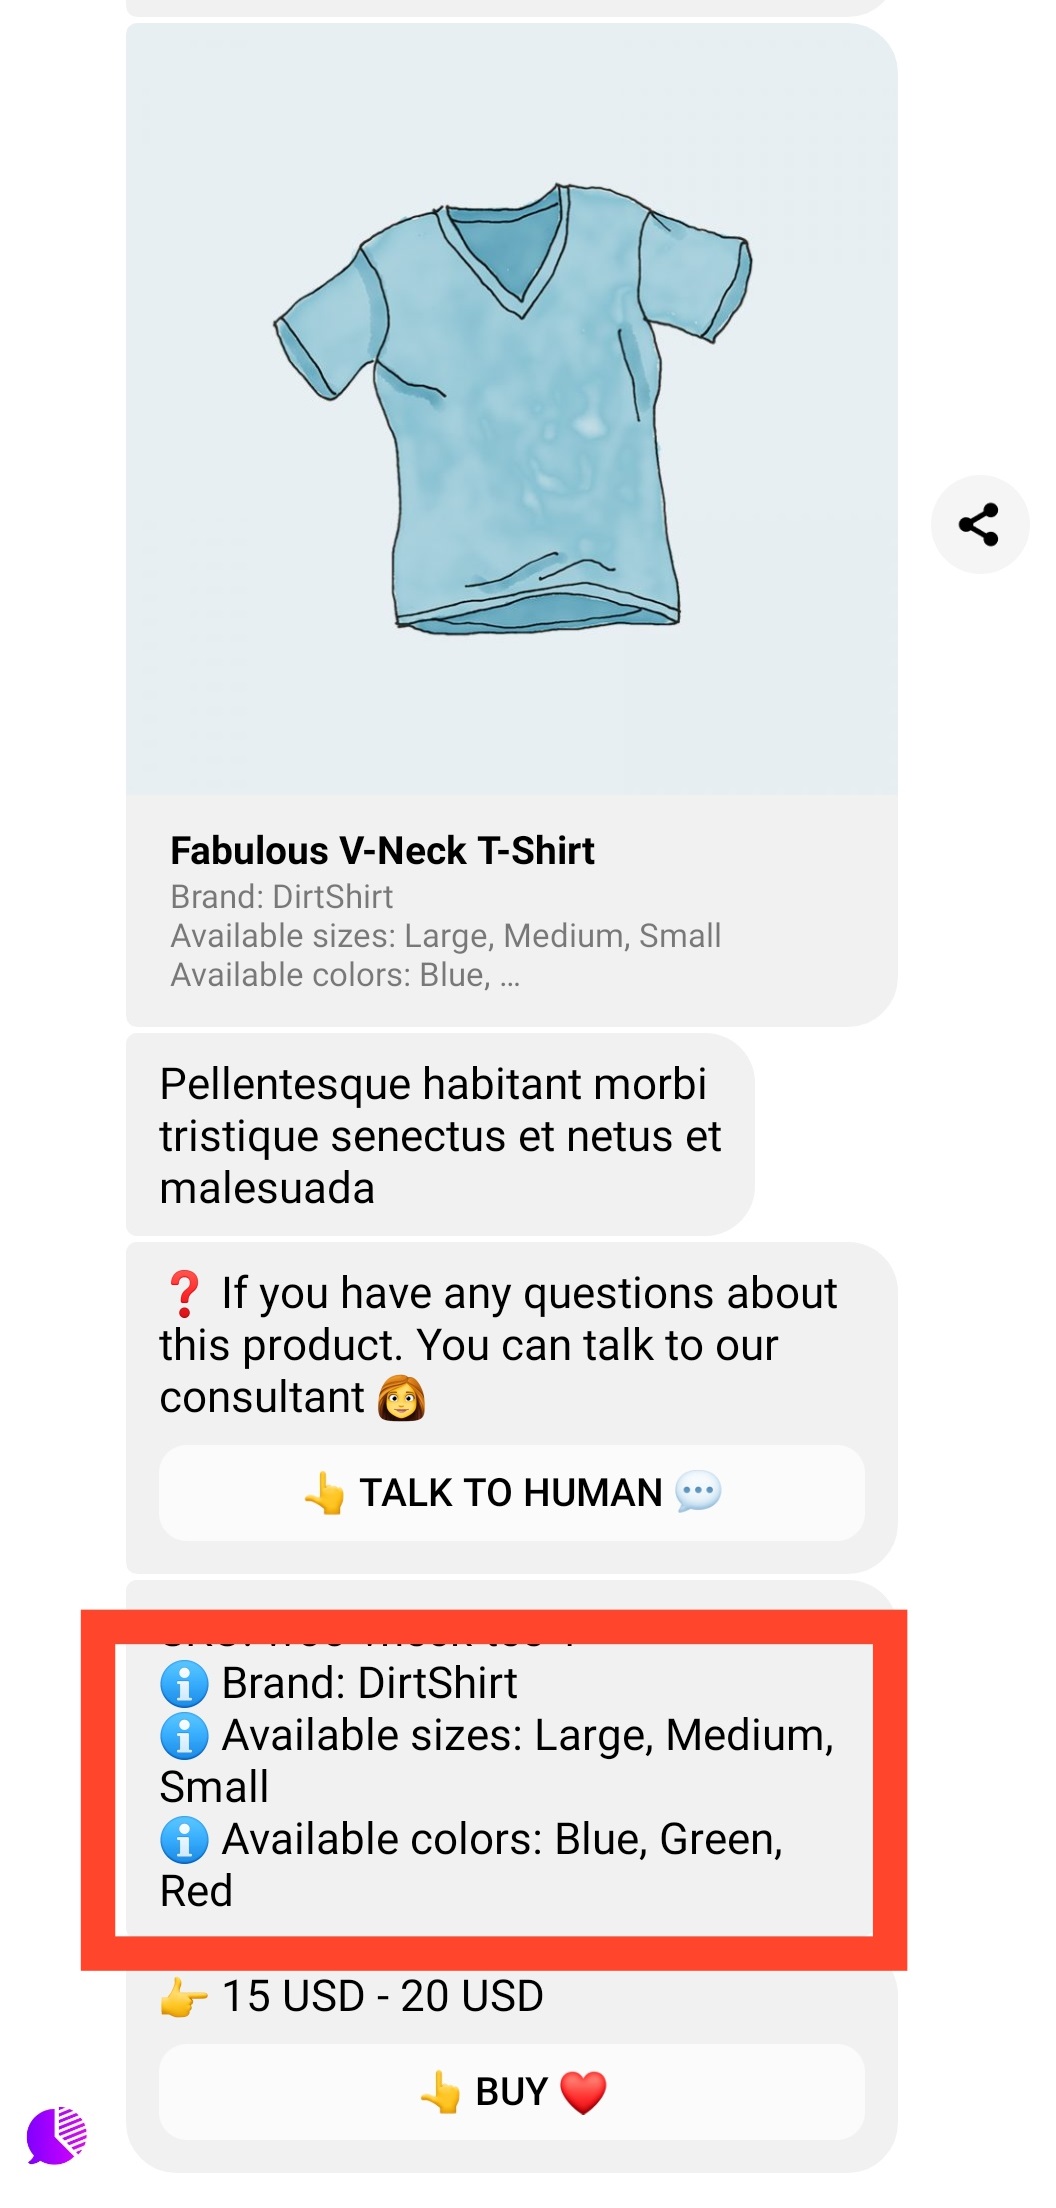 Fabulous V-Neck T-Shirt
Brand: DirtShirt
Available sizes: Large, Medium, Small
Available colors: Blue, ...
Pellentesque habitant morbi
tristique senectus et netus et
malesuada
❓ If you have any questions about
this product. You can talk to our
consultant 👩
👆 TALK TO HUMAN 💬
ℹ️ Brand: DirtShirt
ℹ️ Available sizes: Large, Medium,
Small
ℹ️ Available colors: Blue, Green,
Red
👉 15 USD - 20 USD
👆 BUY ❤️